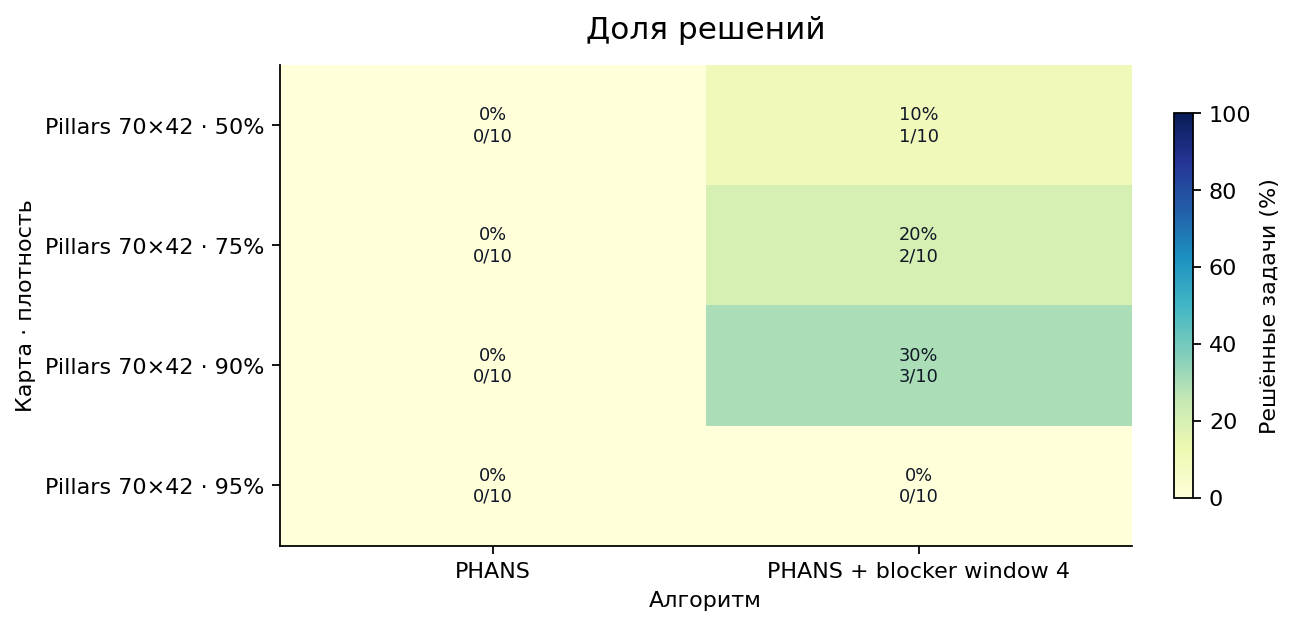 Доля решений
Карта · плотность
Pillars 70×42 · 50%
0%
0/10
10%
1/10
Pillars 70×42 · 75%
0%
0/10
20%
2/10
Pillars 70×42 · 90%
0%
0/10
30%
3/10
Pillars 70×42 · 95%
0%
0/10
0%
0/10
PHANS
PHANS + blocker window 4
Алгоритм
100
80
60
40
20
0
Решённые задачи (%)